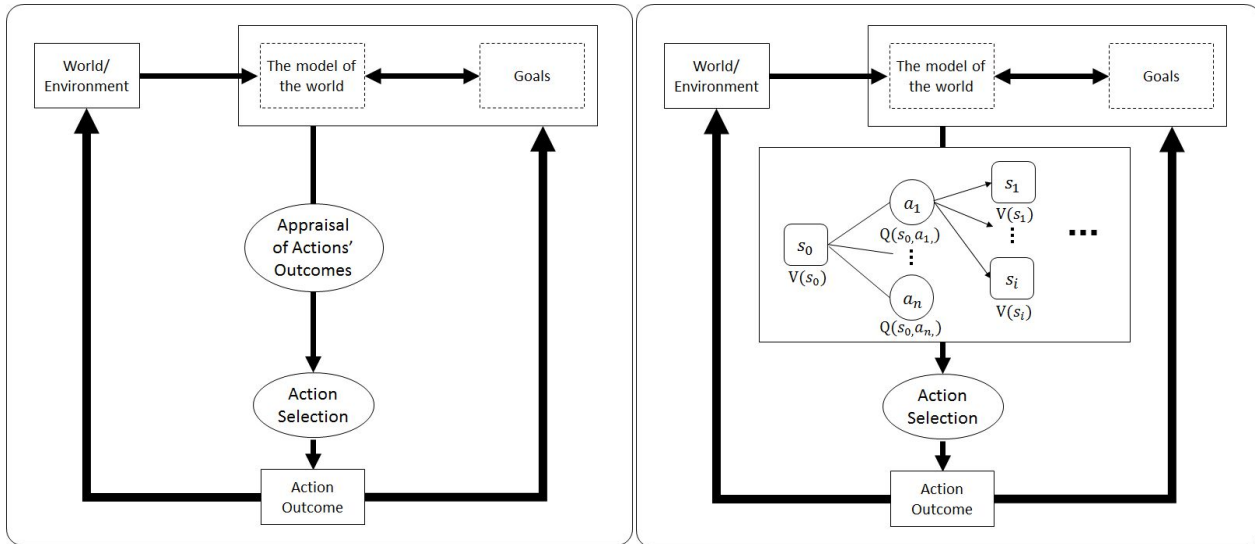 World/
Environment
The model of
the world
Goals
Appraisal
of Actions'
Outcomes
Action
Selection
Action
Outcome
World/
Environment
The model of
the world
Goals
s₀
V(s₀)
a₁
Q(s₀,a₁,)
⋮
aₙ
Q(s₀,aₙ,)
s₁
V(s₁)
⋮
sᵢ
V(sᵢ)
...
Action
Selection
Action
Outcome